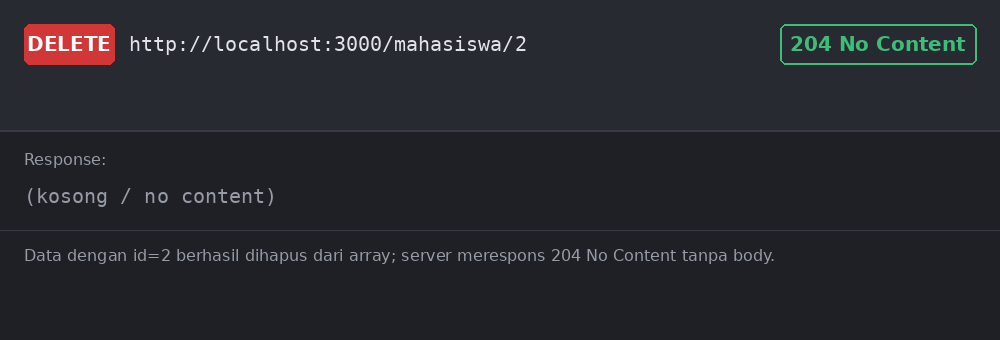 DELETE http://localhost:3000/mahasiswa/2 204 No Content
Response:
(kosong / no content)
Data dengan id=2 berhasil dihapus dari array; server merespons 204 No Content tanpa body.